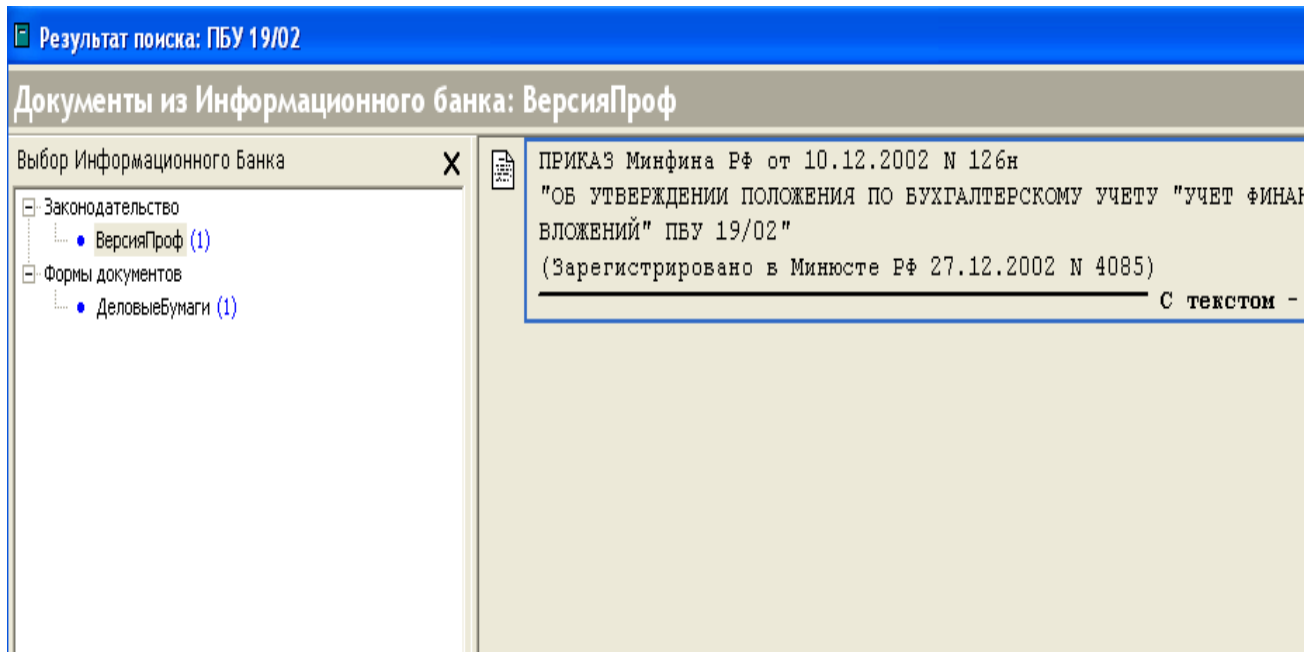 Результат поиска: ПБУ 19/02
Документы из Информационного банка: ВерсияПроф
Выбор Информационного Банка
Законодательство
ВерсияПроф (1)
Формы документов
ДеловыеБумаги (1)
ПРИКАЗ Минфина РФ от 10.12.2002 N 126н
"ОБ УТВЕРЖДЕНИИ ПОЛОЖЕНИЯ ПО БУХГАЛТЕРСКОМУ УЧЕТУ "УЧЕТ ФИНАН
ВЛОЖЕНИЙ" ПБУ 19/02"
(Зарегистрировано в Минюсте РФ 27.12.2002 N 4085)
С текстом -